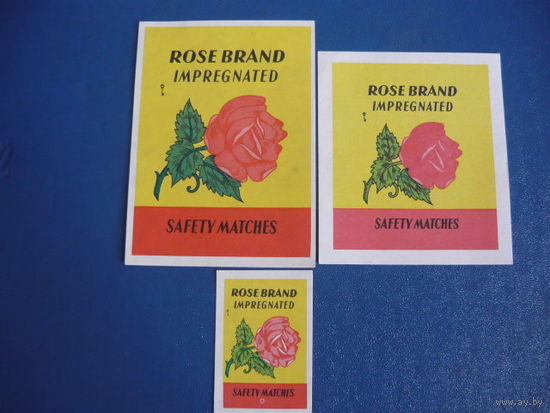 ROSE BRAND
IMPREGNATED
SAFETY MATCHES
ROSE BRAND
IMPREGNATED
SAFETY MATCHES
ROSE BRAND
IMPREGNATED
SAFETY MATCHES
www.ay.by